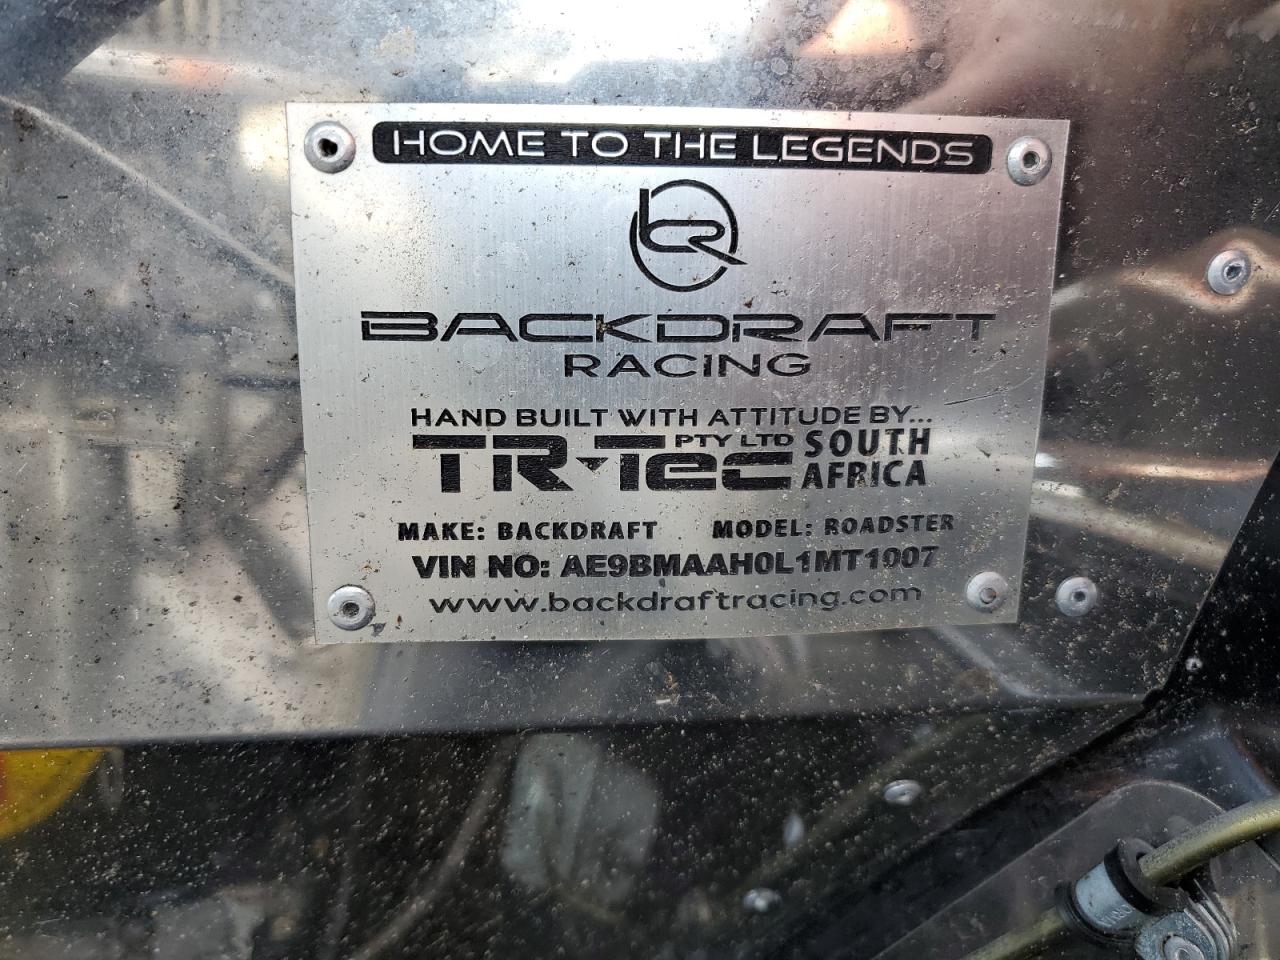 HOME TO THE LEGENDS
BR
BACKDRAFT
RACING
HAND BUILT WITH ATTITUDE BY...
TR-Tec PTY LTD SOUTH AFRICA
MAKE: BACKDRAFT MODEL: ROADSTER
VIN NO: AE9BMAAH0L1MT1007
www.backdraftracing.com